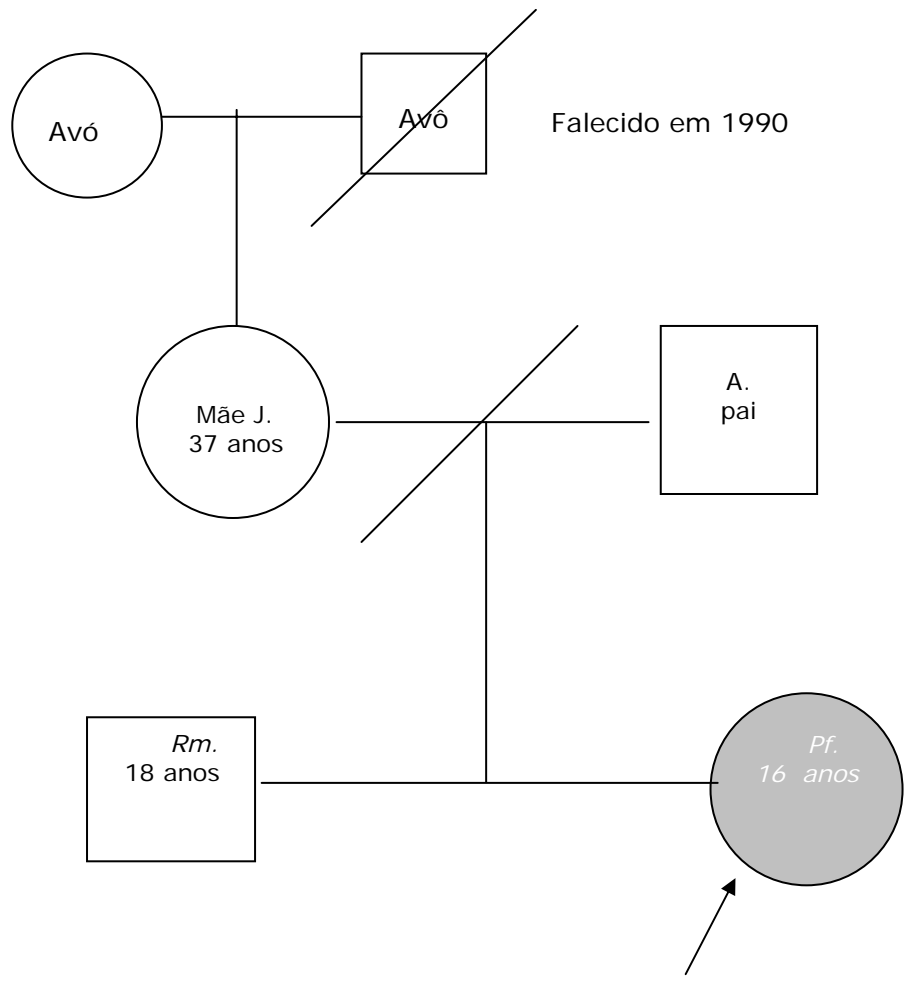 Avó
Avô
Falecido em 1990
Mãe J.
37 anos
A.
pai
Rm.
18 anos
Pf.
16 anos